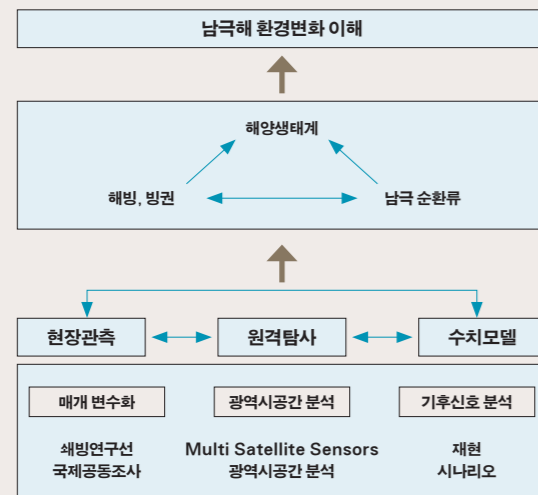 남극해 환경변화 이해
해양생태계
해빙, 빙권
남극 순환류
현장관측
원격탐사
수치모델
매개 변수화
광역시공간 분석
기후신호 분석
쇄빙연구선
국제공동조사
Multi Satellite Sensors
광역시공간 분석
재현
시나리오